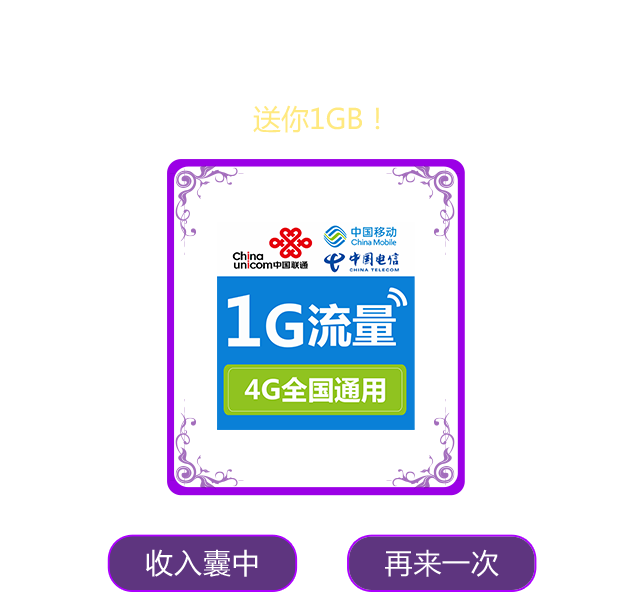 送你1GB！
中国移动
China Mobile
China
unicom中国联通
中国电信
CHINA TELECOM
1G流量
4G全国通用
收入囊中
再来一次